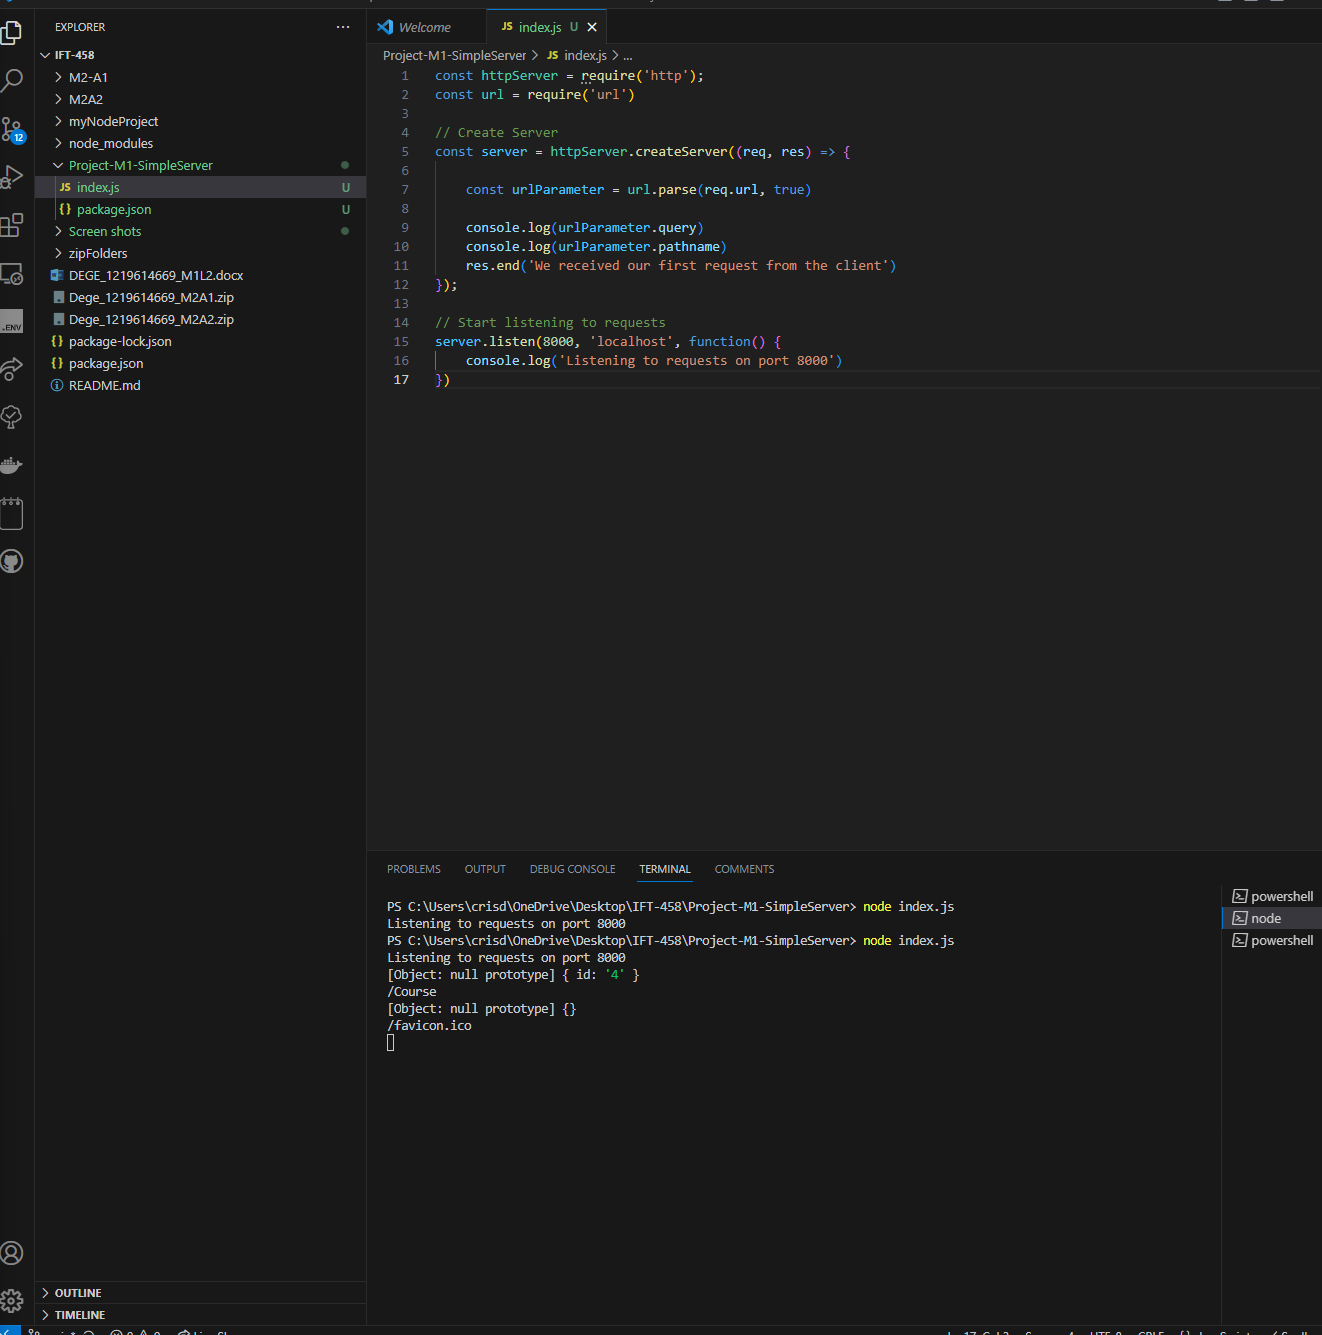 EXPLORER
IFT-458
M2-A1
M2A2
myNodeProject
node_modules
Project-M1-SimpleServer
index.js U
package.json U
Screen shots
zipFolders
DEGE_1219614669_M1L2.docx
Dege_1219614669_M2A1.zip
Dege_1219614669_M2A2.zip
package-lock.json
package.json
README.md
OUTLINE
TIMELINE
12
.ENV
Welcome
JS index.js U
Project-M1-SimpleServer > JS index.js > ...
1 const httpServer = require('http');
2 const url = require('url')
3
4 // Create Server
5 const server = httpServer.createServer((req, res) => {
6
7 const urlParameter = url.parse(req.url, true)
8
9 console.log(urlParameter.query)
10 console.log(urlParameter.pathname)
11 res.end('We received our first request from the client')
12 });
13
14 // Start listening to requests
15 server.listen(8000, 'localhost', function() {
16 console.log('Listening to requests on port 8000')
17 })
PROBLEMS OUTPUT DEBUG CONSOLE TERMINAL COMMENTS
PS C:\Users\crisd\OneDrive\Desktop\IFT-458\Project-M1-SimpleServer> node index.js
Listening to requests on port 8000
PS C:\Users\crisd\OneDrive\Desktop\IFT-458\Project-M1-SimpleServer> node index.js
Listening to requests on port 8000
[Object: null prototype] { id: '4' }
/Course
[Object: null prototype] {}
/favicon.ico
powershell
node
powershell